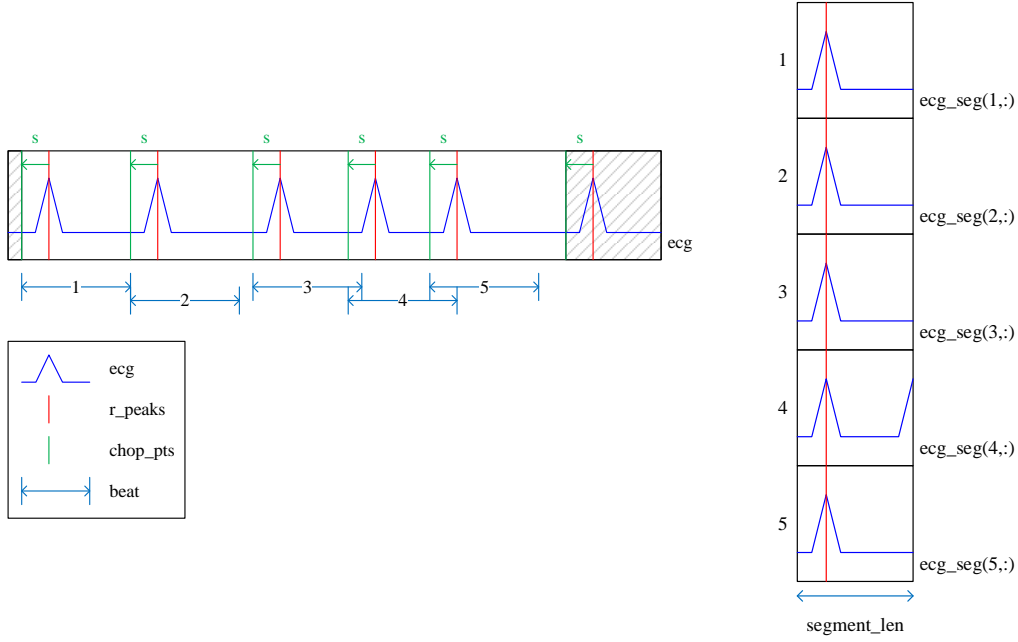 s s s s s s
ecg
1 2 3 4 5
ecg
r_peaks
chop_pts
beat
1
ecg_seg(1,:)
2
ecg_seg(2,:)
3
ecg_seg(3,:)
4
ecg_seg(4,:)
5
ecg_seg(5,:)
segment_len